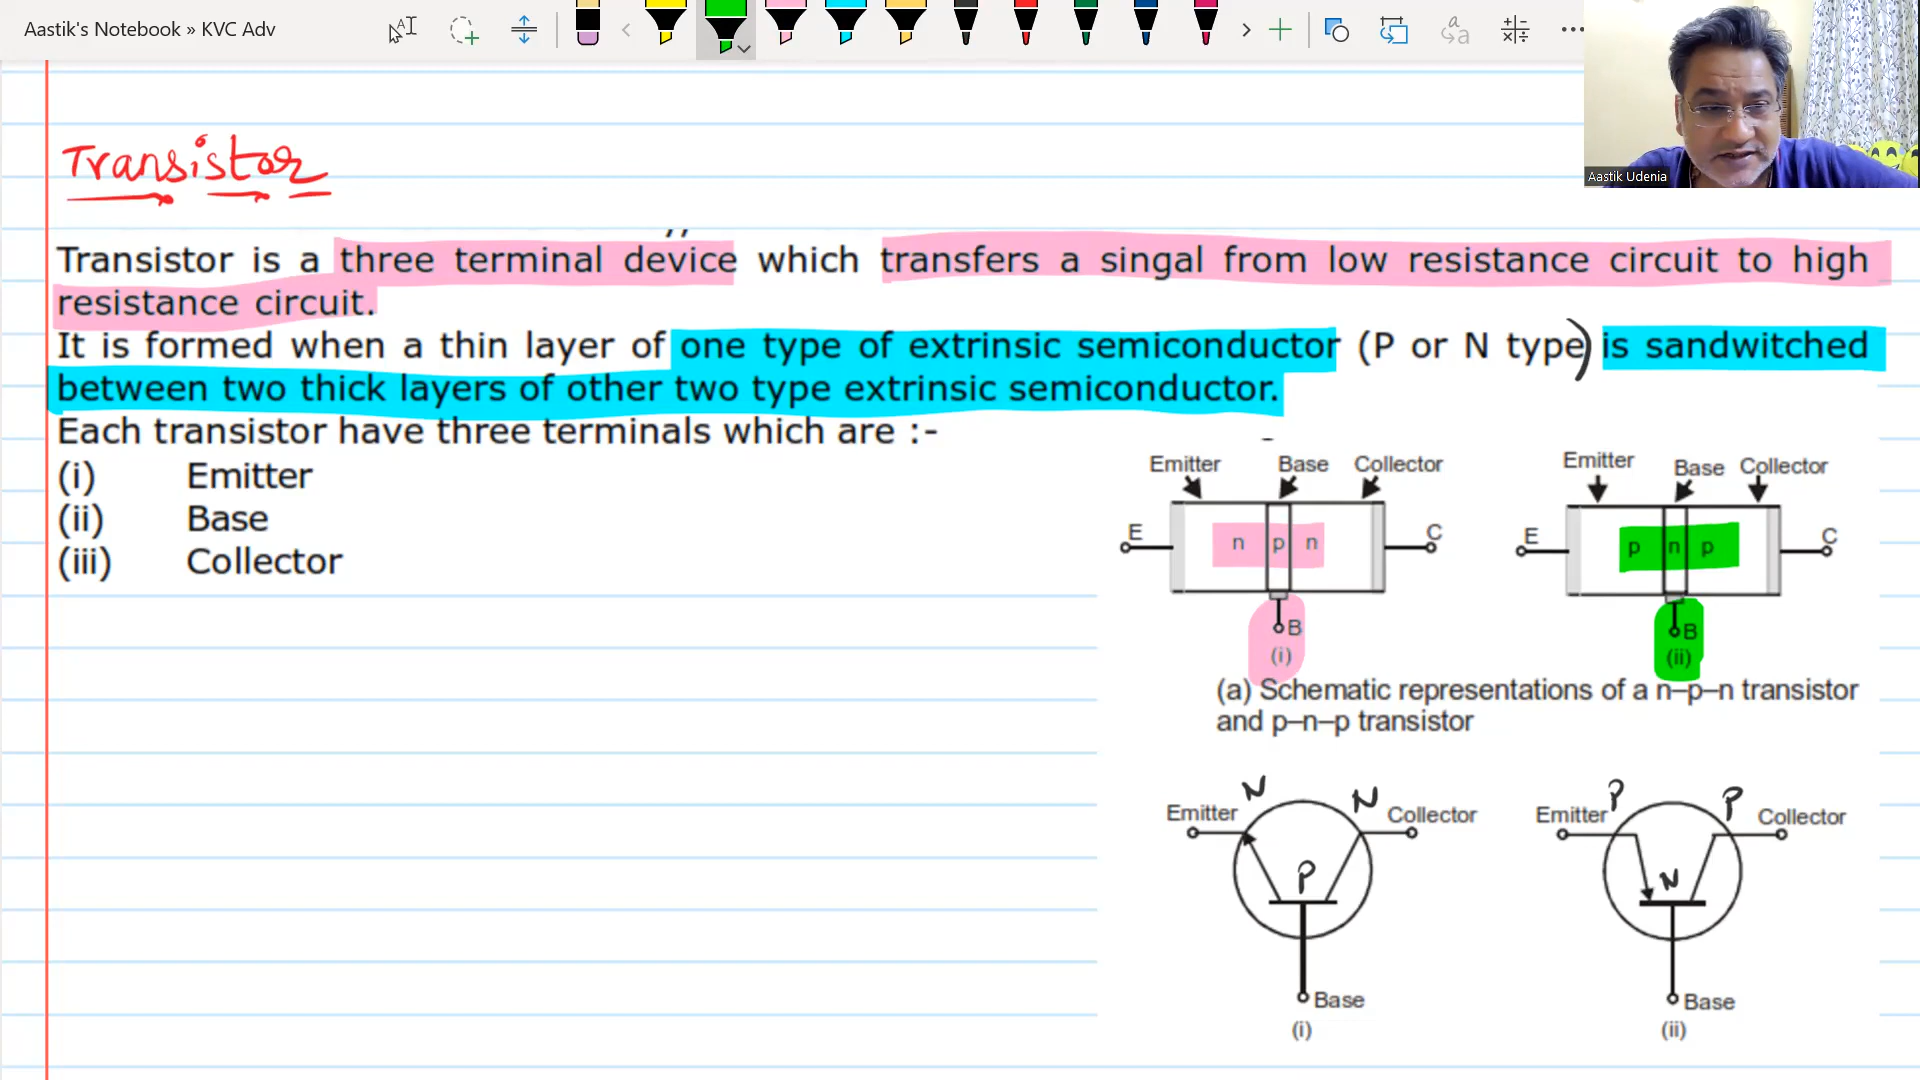 Aastik's Notebook » KVC Adv
Aastik Udenia
Transistor
Transistor is a three terminal device which transfers a singal from low resistance circuit to high
resistance circuit.
It is formed when a thin layer of one type of extrinsic semiconductor (P or N type) is sandwitched
between two thick layers of other two type extrinsic semiconductor.
Each transistor have three terminals which are :-
(i) Emitter
(ii) Base
(iii) Collector
Emitter Base Collector
E n p n C
B
(i)
Emitter Base Collector
E p n p C
B
(ii)
(a) Schematic representations of a n–p–n transistor
and p–n–p transistor
N N
Emitter Collector
P
Base
(i)
P P
Emitter Collector
N
Base
(ii)